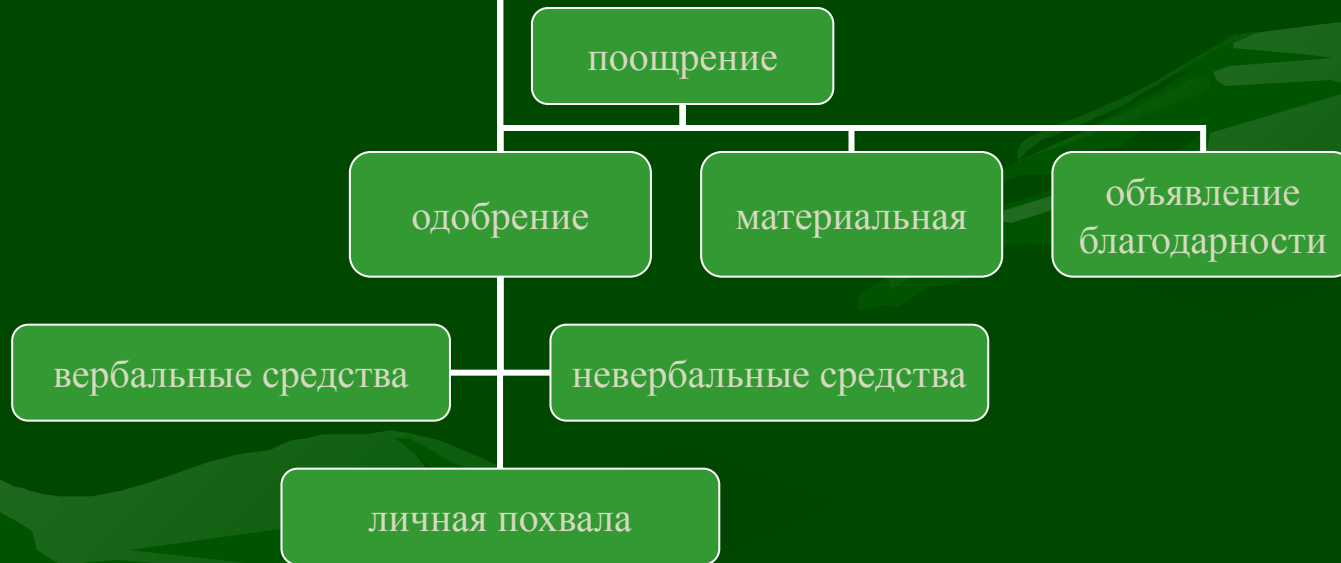 поощрение
одобрение
материальная
объявление
благодарности
вербальные средства
невербальные средства
личная похвала